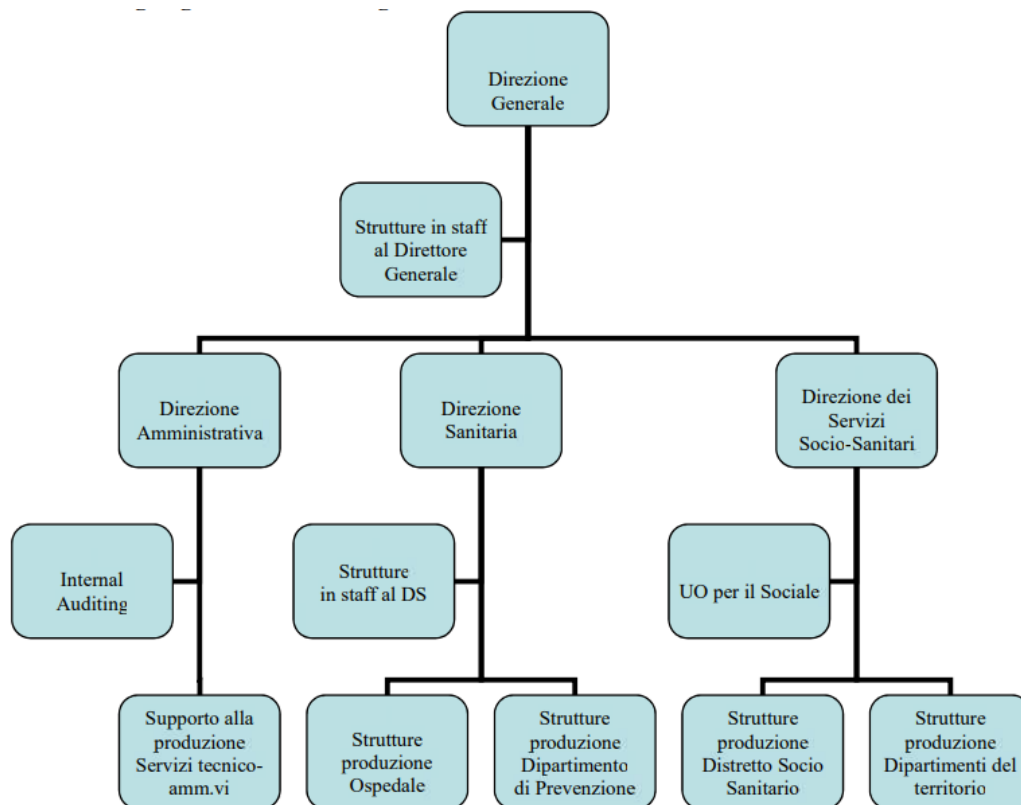 Direzione
Generale
Strutture in staff
al Direttore
Generale
Direzione
Amministrativa
Direzione
Sanitaria
Direzione dei
Servizi
Socio-Sanitari
Internal
Auditing
Strutture
in staff al DS
UO per il Sociale
Supporto alla
produzione
Servizi tecnico-
amm.vi
Strutture
produzione
Ospedale
Strutture
produzione
Dipartimento
di Prevenzione
Strutture
produzione
Distretto Socio
Sanitario
Strutture
produzione
Dipartimenti del
territorio